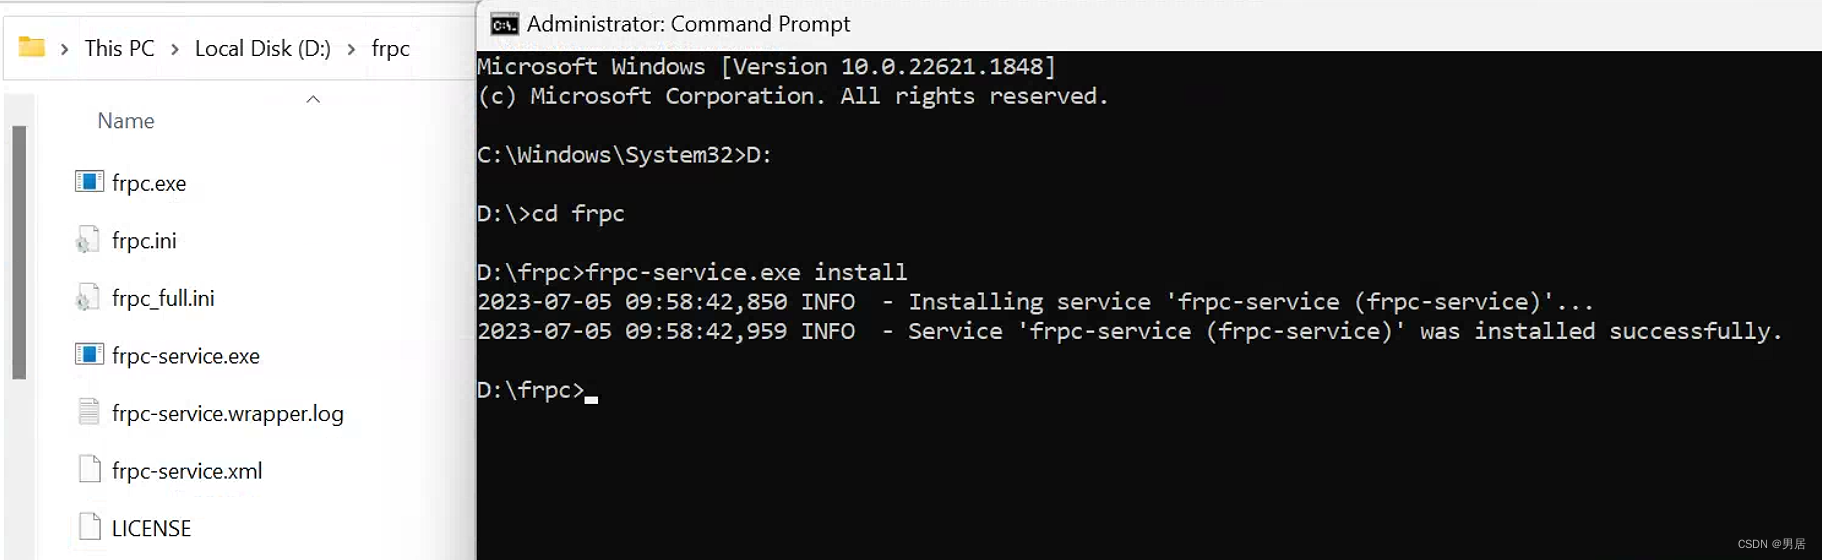 This PC > Local Disk (D:) > frpc
Name
frpc.exe
frpc.ini
frpc_full.ini
frpc-service.exe
frpc-service.wrapper.log
frpc-service.xml
LICENSE
Administrator: Command Prompt
Microsoft Windows [Version 10.0.22621.1848]
(c) Microsoft Corporation. All rights reserved.
C:\Windows\System32>D:
D:\>cd frpc
D:\frpc>frpc-service.exe install
2023-07-05 09:58:42,850 INFO  - Installing service 'frpc-service (frpc-service)'...
2023-07-05 09:58:42,959 INFO  - Service 'frpc-service (frpc-service)' was installed successfully.
D:\frpc>
CSDN @男居